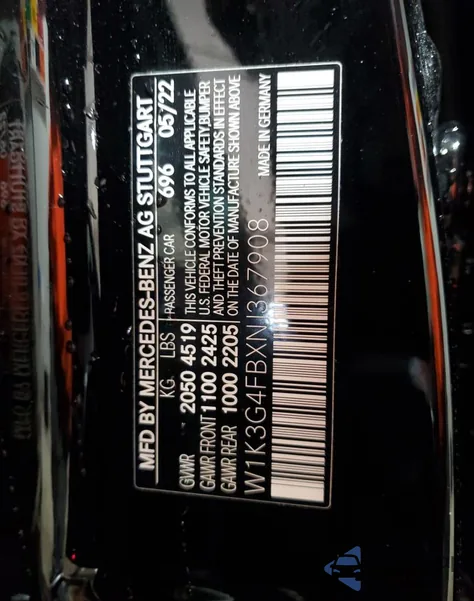 MFD BY MERCEDES-BENZ AG STUTTGART
KG. LBS - PASSENGER CAR 696 05/22
GVWR 2050 4519 THIS VEHICLE CONFORMS TO ALL APPLICABLE
GAWR FRONT 1100 2425 U.S. FEDERAL MOTOR VEHICLE SAFETY, BUMPER
AND THEFT PREVENTION STANDARDS IN EFFECT
GAWR REAR 1000 2205 ON THE DATE OF MANUFACTURE SHOWN ABOVE
W1K3G4FBXNJ367908 MADE IN GERMANY